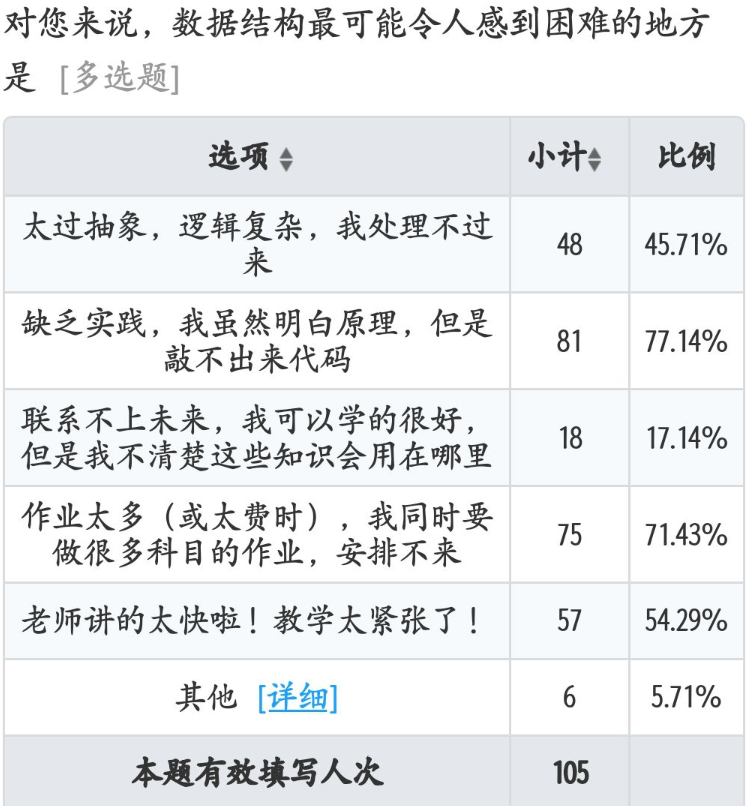 对您来说，数据结构最可能令人感到困难的地方
是 [多选题]
选项 小计 比例
太过抽象，逻辑复杂，我处理不过
来
48 45.71%
缺乏实践，我虽然明白原理，但是
敲不出来代码
81 77.14%
联系不上未来，我可以学的很好，
但是我不清楚这些知识会用在哪里
18 17.14%
作业太多（或太费时），我同时要
做很多科目的作业，安排不来
75 71.43%
老师讲的太快啦！教学太紧张了！ 57 54.29%
其他 [详细] 6 5.71%
本题有效填写人次 105